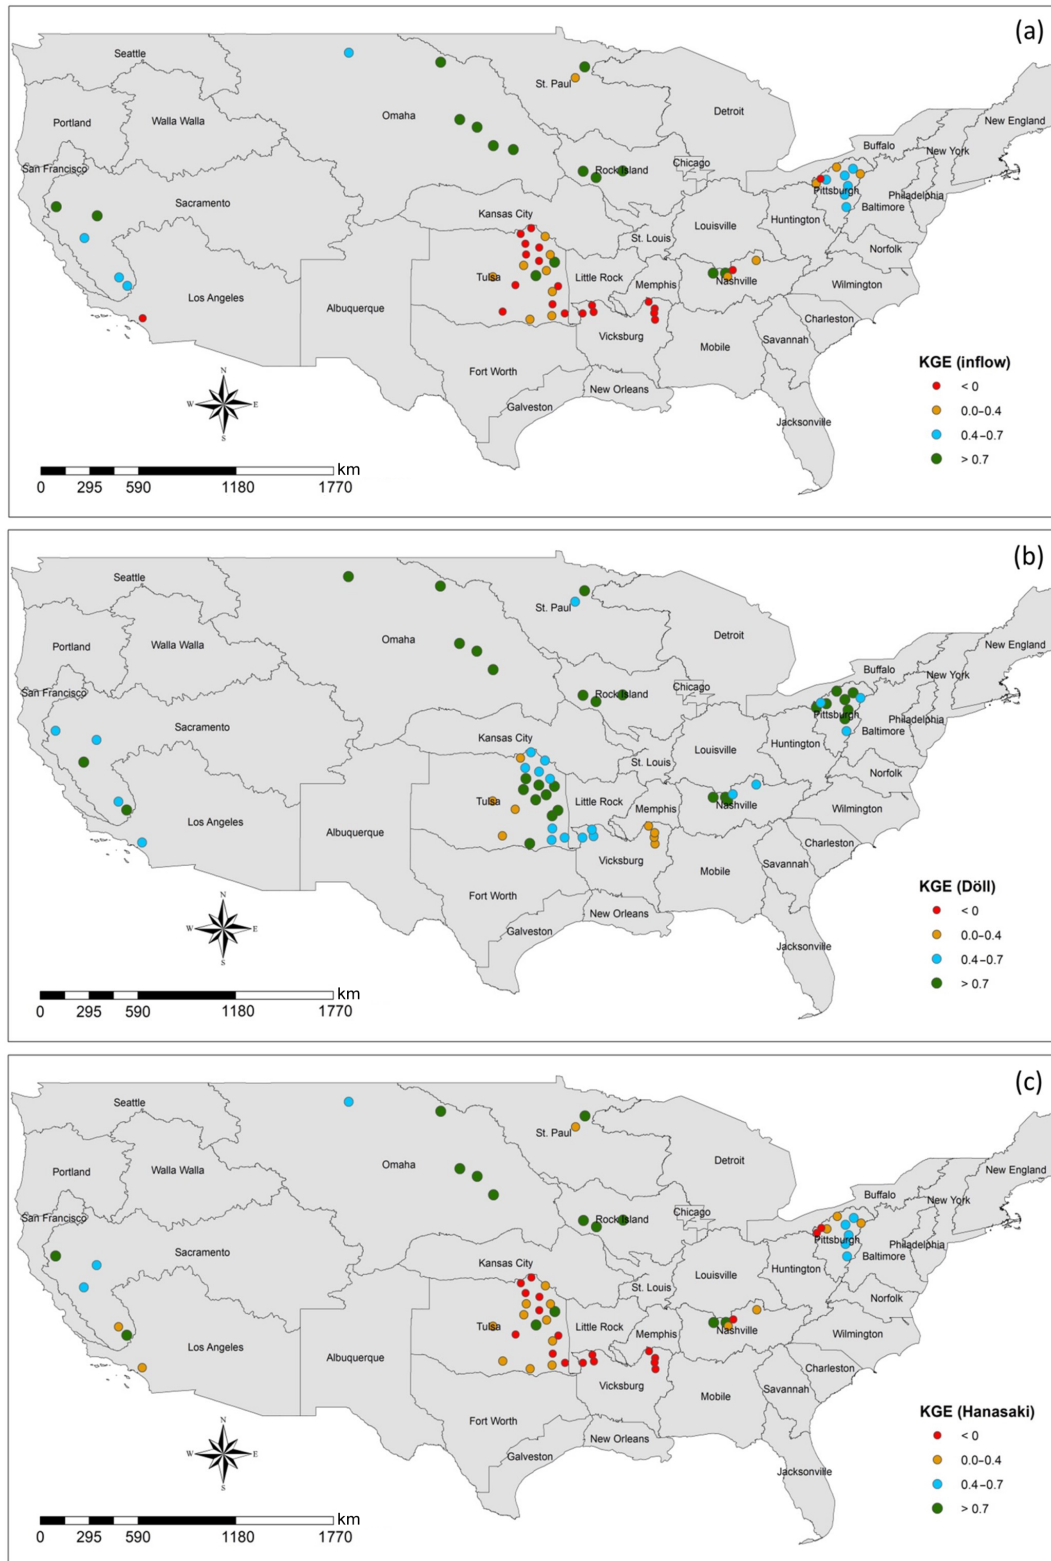 (a)
Seattle
St. Paul
Portland
Walla Walla
Omaha
Detroit
New England
Buffalo
New York
San Francisco
Rock Island
Chicago
Pittsburgh
Philadelphia
Sacramento
Kansas City
Louisville
Huntington
Baltimore
St. Louis
Norfolk
Tulsa
Little Rock
Memphis
Nashville
Wilmington
Los Angeles
Albuquerque
Charleston
Vicksburg
Mobile
Savannah
Fort Worth
New Orleans
Galveston
Jacksonville
N
W E
S
KGE (inflow)
< 0
0.0–0.4
0.4–0.7
> 0.7
km
0 295 590 1180 1770
(b)
Seattle
St. Paul
Portland
Walla Walla
Omaha
Detroit
New England
Buffalo
New York
San Francisco
Rock Island
Chicago
Pittsburgh
Philadelphia
Sacramento
Kansas City
Louisville
Huntington
Baltimore
St. Louis
Norfolk
Tulsa
Little Rock
Memphis
Nashville
Wilmington
Los Angeles
Albuquerque
Charleston
Vicksburg
Mobile
Savannah
Fort Worth
New Orleans
Galveston
Jacksonville
N
W E
S
KGE (Döll)
< 0
0.0–0.4
0.4–0.7
> 0.7
km
0 295 590 1180 1770
(c)
Seattle
St. Paul
Portland
Walla Walla
Omaha
Detroit
New England
Buffalo
New York
San Francisco
Rock Island
Chicago
Pittsburgh
Philadelphia
Sacramento
Kansas City
Louisville
Huntington
Baltimore
St. Louis
Norfolk
Tulsa
Little Rock
Memphis
Nashville
Wilmington
Los Angeles
Albuquerque
Charleston
Vicksburg
Mobile
Savannah
Fort Worth
New Orleans
Galveston
Jacksonville
N
W E
S
KGE (Hanasaki)
< 0
0.0–0.4
0.4–0.7
> 0.7
km
0 295 590 1180 1770